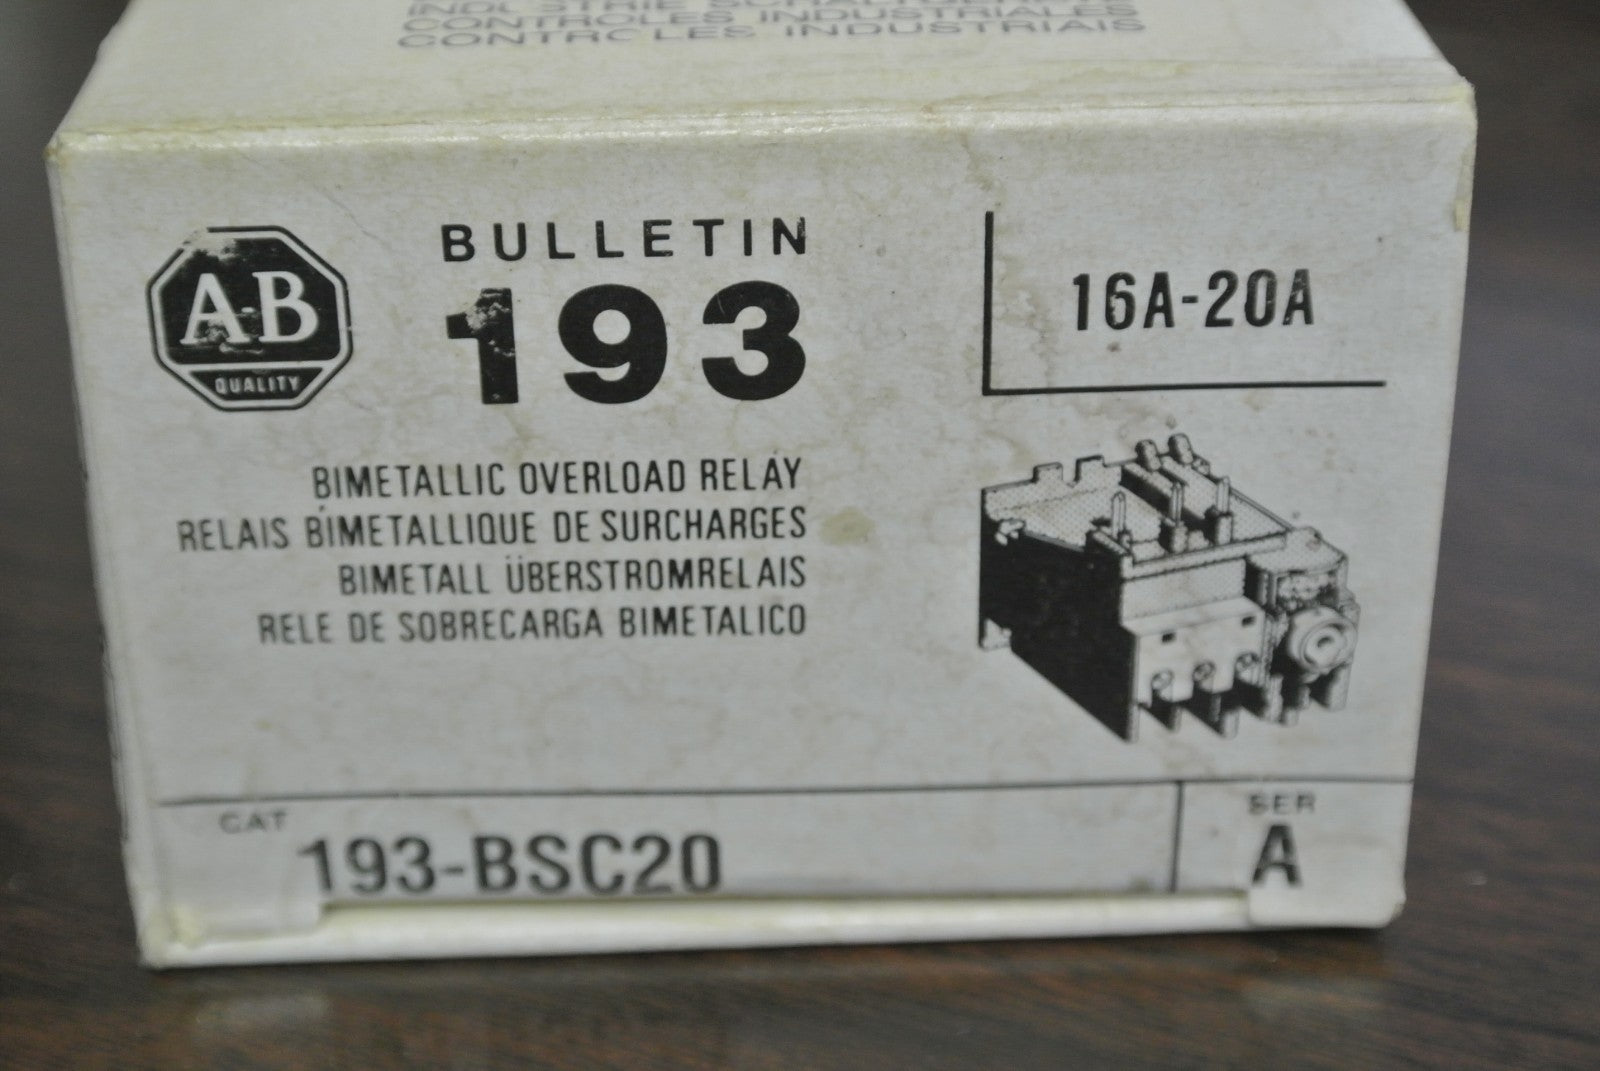 INDUSTRIE
CONTROLES INDUSTRIALES
CONTROLES INDUSTRIAIS
A-B
QUALITY
BULLETIN
193
16A-20A
BIMETALLIC OVERLOAD RELAY
RELAIS BIMETALLIQUE DE SURCHARGES
BIMETALL ÜBERSTROMRELAIS
RELE DE SOBRECARGA BIMETALICO
CAT
193-BSC20
SER
A